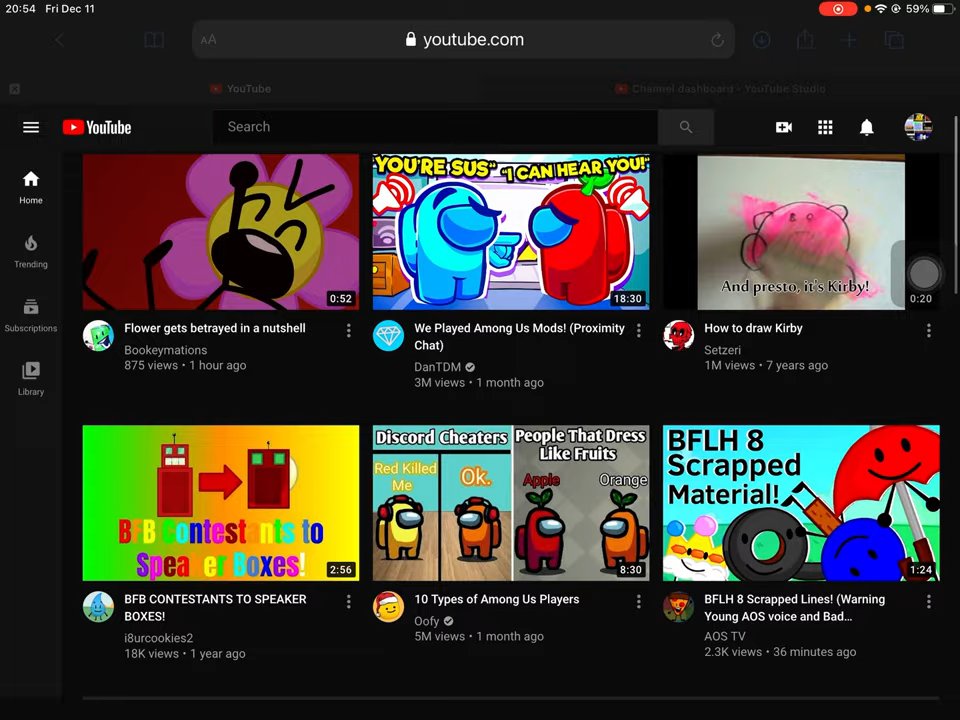 20:54 Fri Dec 11
59%
AA
youtube.com
YouTube
Channel dashboard - YouTube Studio
YouTube
Search
Home
Trending
Subscriptions
Library
0:52
Flower gets betrayed in a nutshell
Bookeymations
875 views • 1 hour ago
"YOU'RE SUS" "I CAN HEAR YOU!"
18:30
We Played Among Us Mods! (Proximity
Chat)
DanTDM
3M views • 1 month ago
And presto, it's Kirby!
0:20
How to draw Kirby
Setzeri
1M views • 7 years ago
BFB Contestants to
Speaker Boxes!
2:56
BFB CONTESTANTS TO SPEAKER
BOXES!
i8urcookies2
18K views • 1 year ago
Discord Cheaters
Red Killed
Me
Ok.
People That Dress
Like Fruits
Apple
Orange
8:30
10 Types of Among Us Players
Oofy
5M views • 1 month ago
BFLH 8
Scrapped
Material!
1:24
BFLH 8 Scrapped Lines! (Warning
Young AOS voice and Bad...
AOS TV
2.3K views • 36 minutes ago